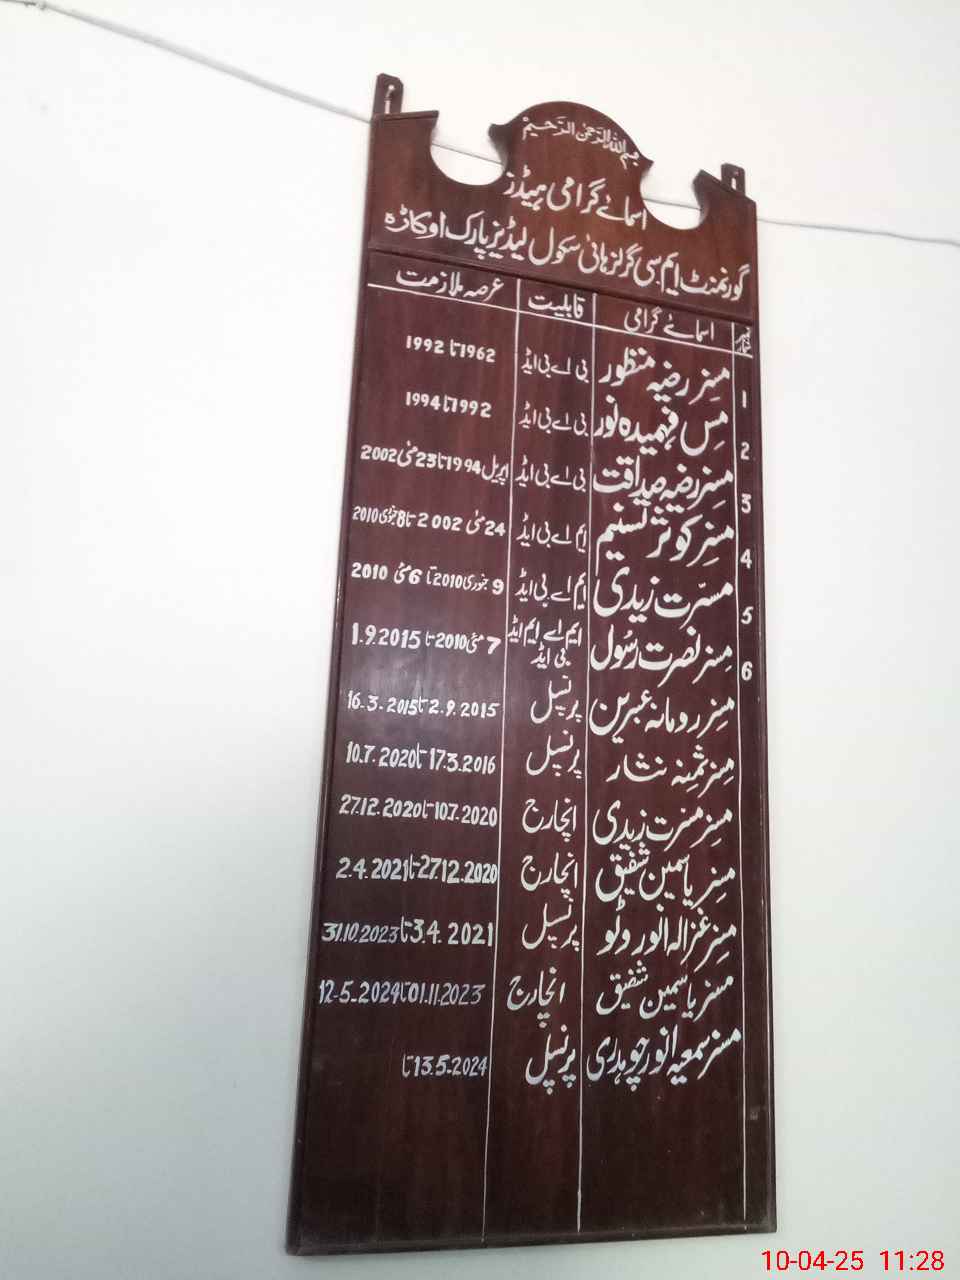 بسم الله الرحمن الرحیم
اسمائے گرامی ہیڈز
گورنمنٹ ایم سی گرلز ہائی سکول لیڈیز پارک اوکاڑہ
نمبر شمار اسمائے گرامی قابلیت عرصہ ملازمت
1 مسز رضیہ منظور بی اے بی ایڈ 1962 تا 1992
2 مس فہمیدہ نور بی اے بی ایڈ 1992 تا 1994
3 مسز رضیہ صداقت بی اے بی ایڈ اپریل 1994 تا 23 مئی 2002
4 مسز کوثر تسنیم ایم اے بی ایڈ 24 مئی 2002 تا 8 جنوری 2010
5 مسرت زیدی ایم اے بی ایڈ 9 جنوری 2010 تا 6 مئی 2010
6 مسز نصرت رسول ایم اے ایم ایڈ بی ایڈ 7 مئی 2010 تا 1.9.2015
مسز رومانہ عنبرین پرنسپل 2.9.2015 تا 16.3.2015
مسز ثمینہ نثار پرنسپل 17.3.2016 تا 10.7.2020
مسز مسرت زیدی انچارج 10.7.2020 تا 27.12.2020
مسز یاسمین شفیق انچارج 27.12.2020 تا 2.4.2021
مسز غزالہ انور وٹو پرنسپل 3.4.2021 تا 31.10.2023
مسز یاسمین شفیق انچارج 01.11.2023 تا 12-5-2024
مسز سمعیہ انور چوہدری پرنسپل 13.5-2024 تا
10-04-25 11:28